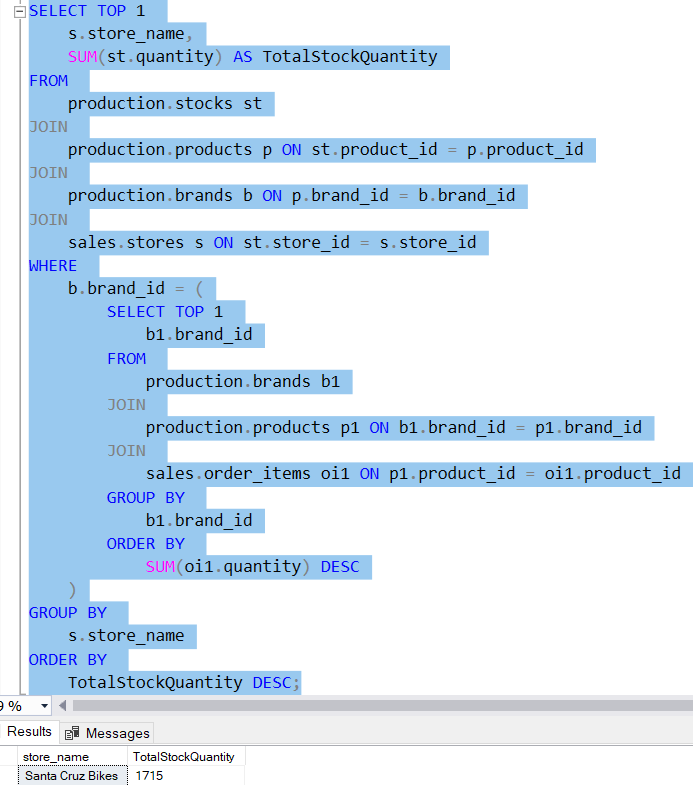 SELECT TOP 1
s.store_name,
SUM(st.quantity) AS TotalStockQuantity
FROM
production.stocks st
JOIN
production.products p ON st.product_id = p.product_id
JOIN
production.brands b ON p.brand_id = b.brand_id
JOIN
sales.stores s ON st.store_id = s.store_id
WHERE
b.brand_id = (
SELECT TOP 1
b1.brand_id
FROM
production.brands b1
JOIN
production.products p1 ON b1.brand_id = p1.brand_id
JOIN
sales.order_items oi1 ON p1.product_id = oi1.product_id
GROUP BY
b1.brand_id
ORDER BY
SUM(oi1.quantity) DESC
)
GROUP BY
s.store_name
ORDER BY
TotalStockQuantity DESC;
9 %
Results Messages
store_name TotalStockQuantity
Santa Cruz Bikes 1715